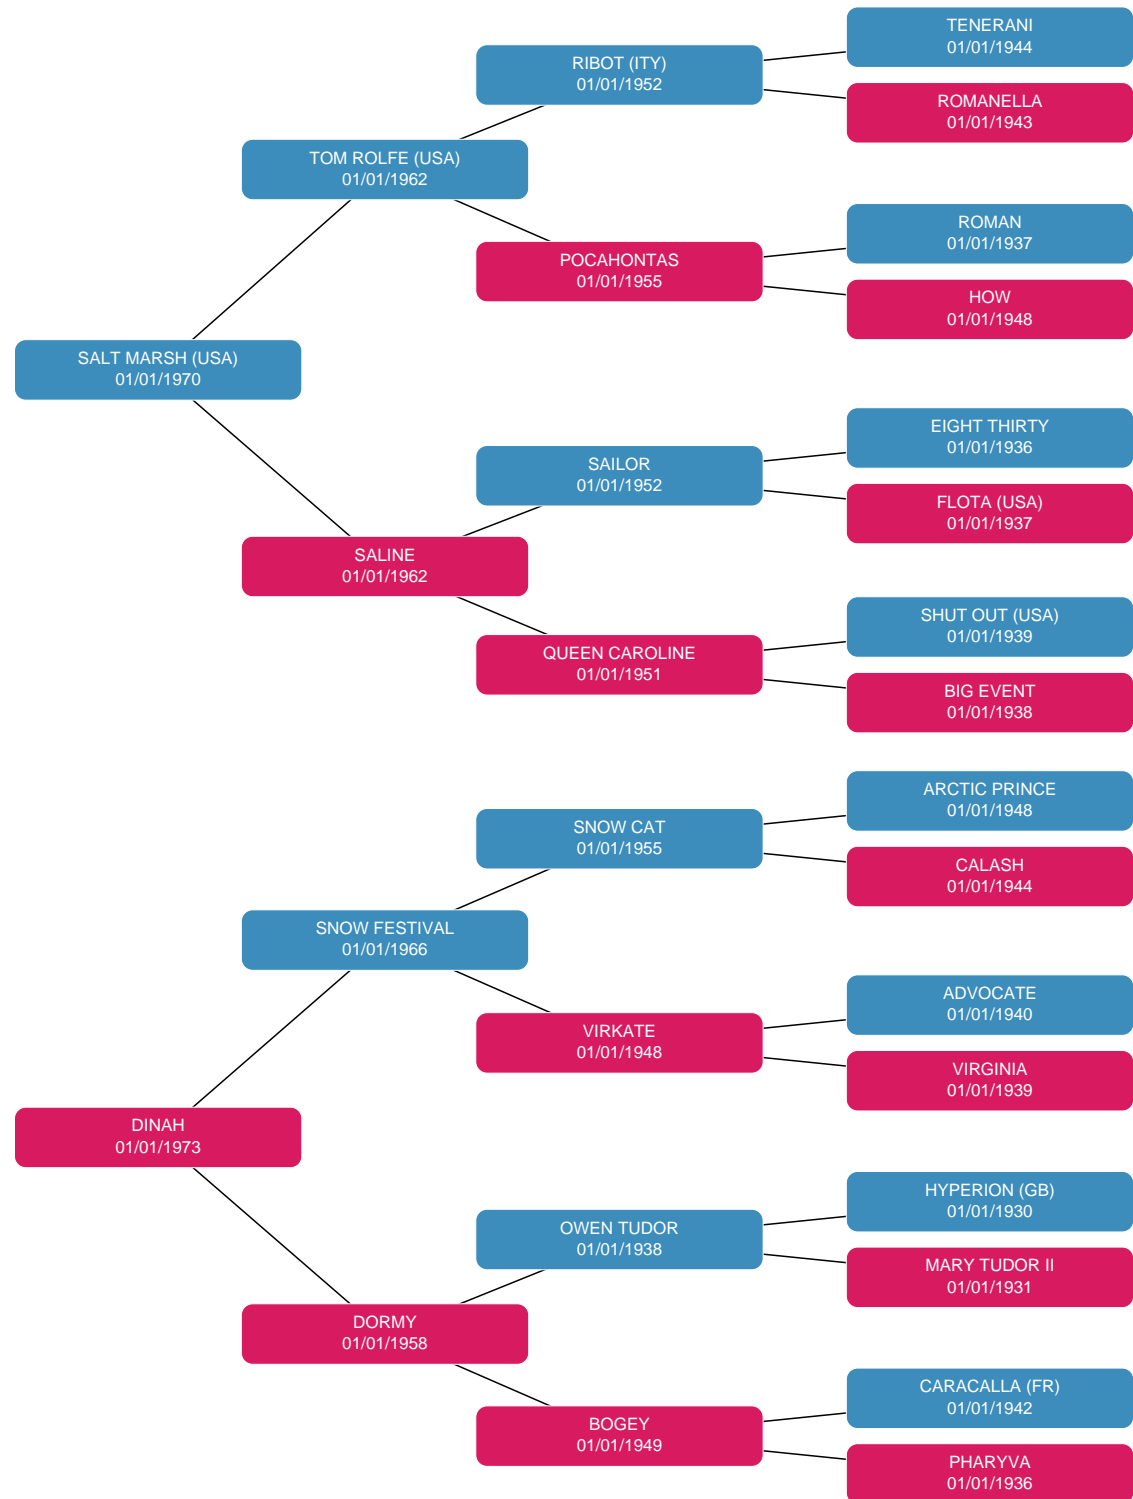 TENERANI
01/01/1944
RIBOT (ITY)
01/01/1952
ROMANELLA
01/01/1943
TOM ROLFE (USA)
01/01/1962
ROMAN
01/01/1937
POCAHONTAS
01/01/1955
HOW
01/01/1948
SALT MARSH (USA)
01/01/1970
EIGHT THIRTY
01/01/1936
SAILOR
01/01/1952
FLOTA (USA)
01/01/1937
SALINE
01/01/1962
SHUT OUT (USA)
01/01/1939
QUEEN CAROLINE
01/01/1951
BIG EVENT
01/01/1938
ARCTIC PRINCE
01/01/1948
SNOW CAT
01/01/1955
CALASH
01/01/1944
SNOW FESTIVAL
01/01/1966
ADVOCATE
01/01/1940
VIRKATE
01/01/1948
VIRGINIA
01/01/1939
DINAH
01/01/1973
HYPERION (GB)
01/01/1930
OWEN TUDOR
01/01/1938
MARY TUDOR II
01/01/1931
DORMY
01/01/1958
CARACALLA (FR)
01/01/1942
BOGEY
01/01/1949
PHARYVA
01/01/1936